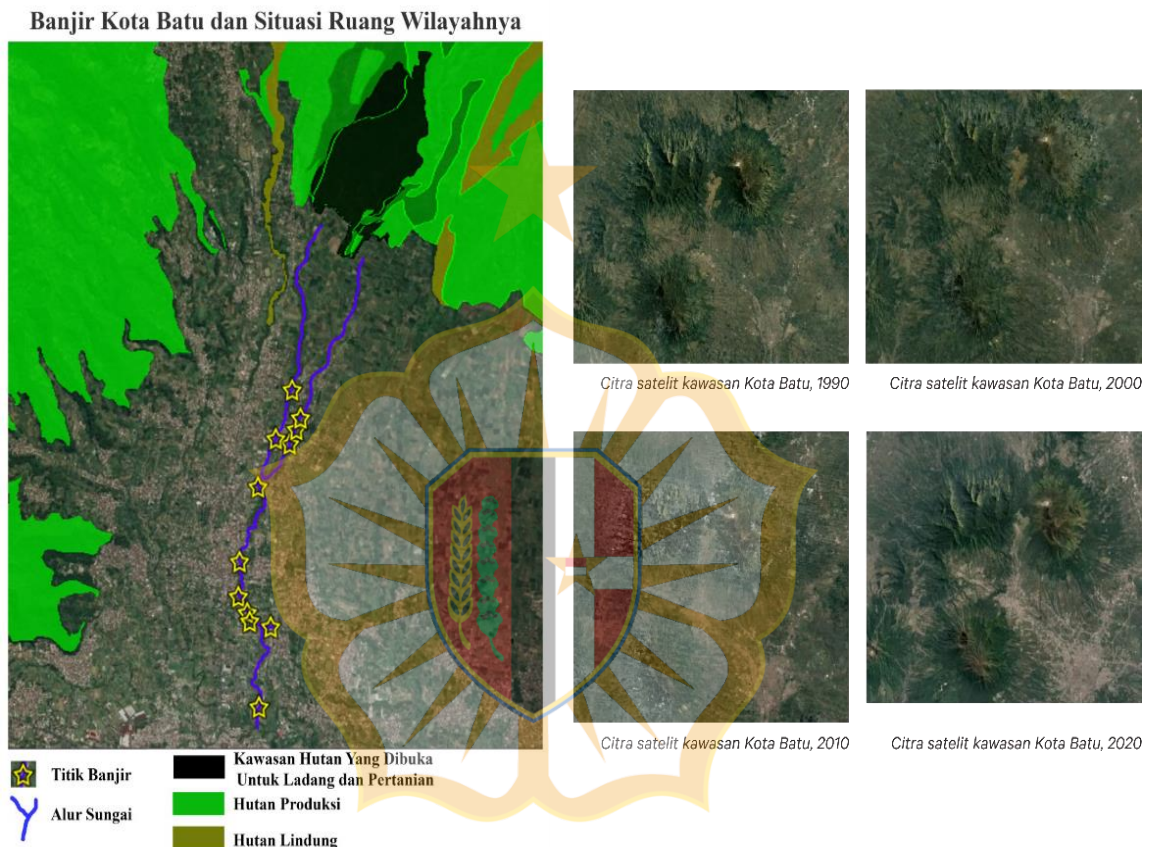 Banjir Kota Batu dan Situasi Ruang Wilayahnya
Citra satelit kawasan Kota Batu, 1990
Citra satelit kawasan Kota Batu, 2000
Citra satelit kawasan Kota Batu, 2010
Citra satelit kawasan Kota Batu, 2020
Titik Banjir
Alur Sungai
Kawasan Hutan Yang Dibuka
Untuk Ladang dan Pertanian
Hutan Produksi
Hutan Lindung